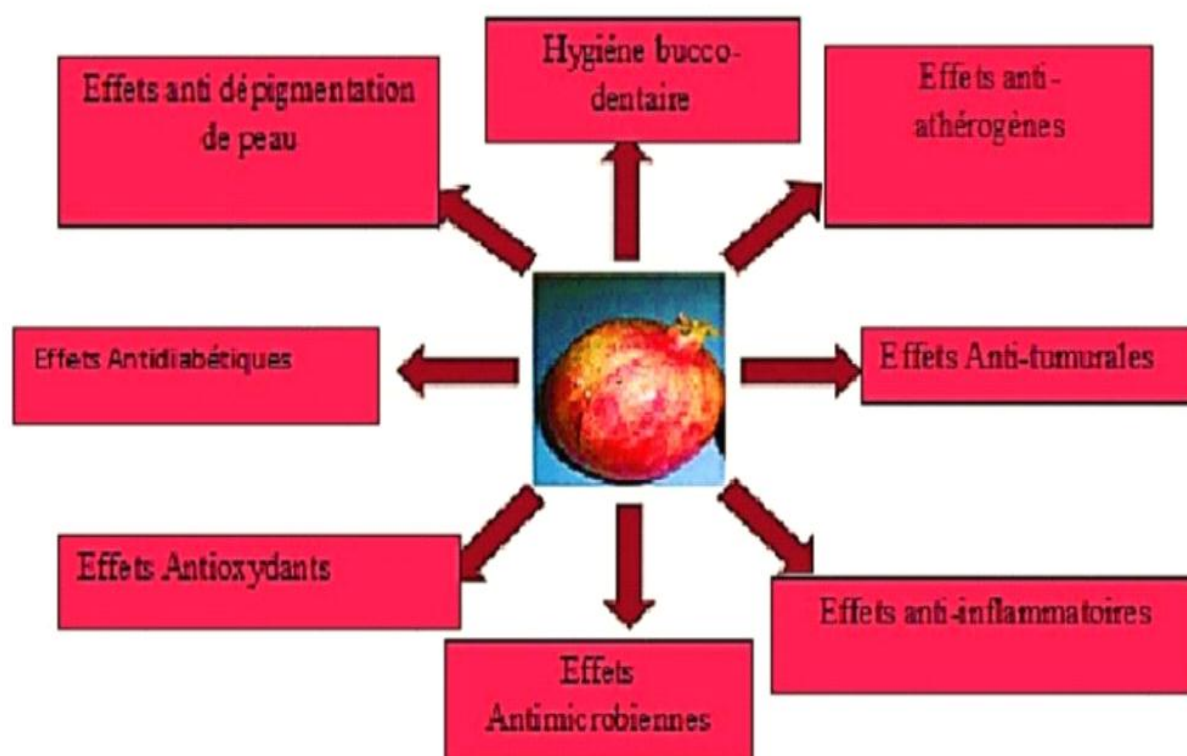 Hygiéne bucco-
dentaire
Effets anti dépigmentation
de peau
Effets anti-
athérogènes
Effets Antidiabétiques
Effets Anti-tumurales
Effets Antioxydants
Effets anti-inflammatoires
Effets
Antimicrobiennes